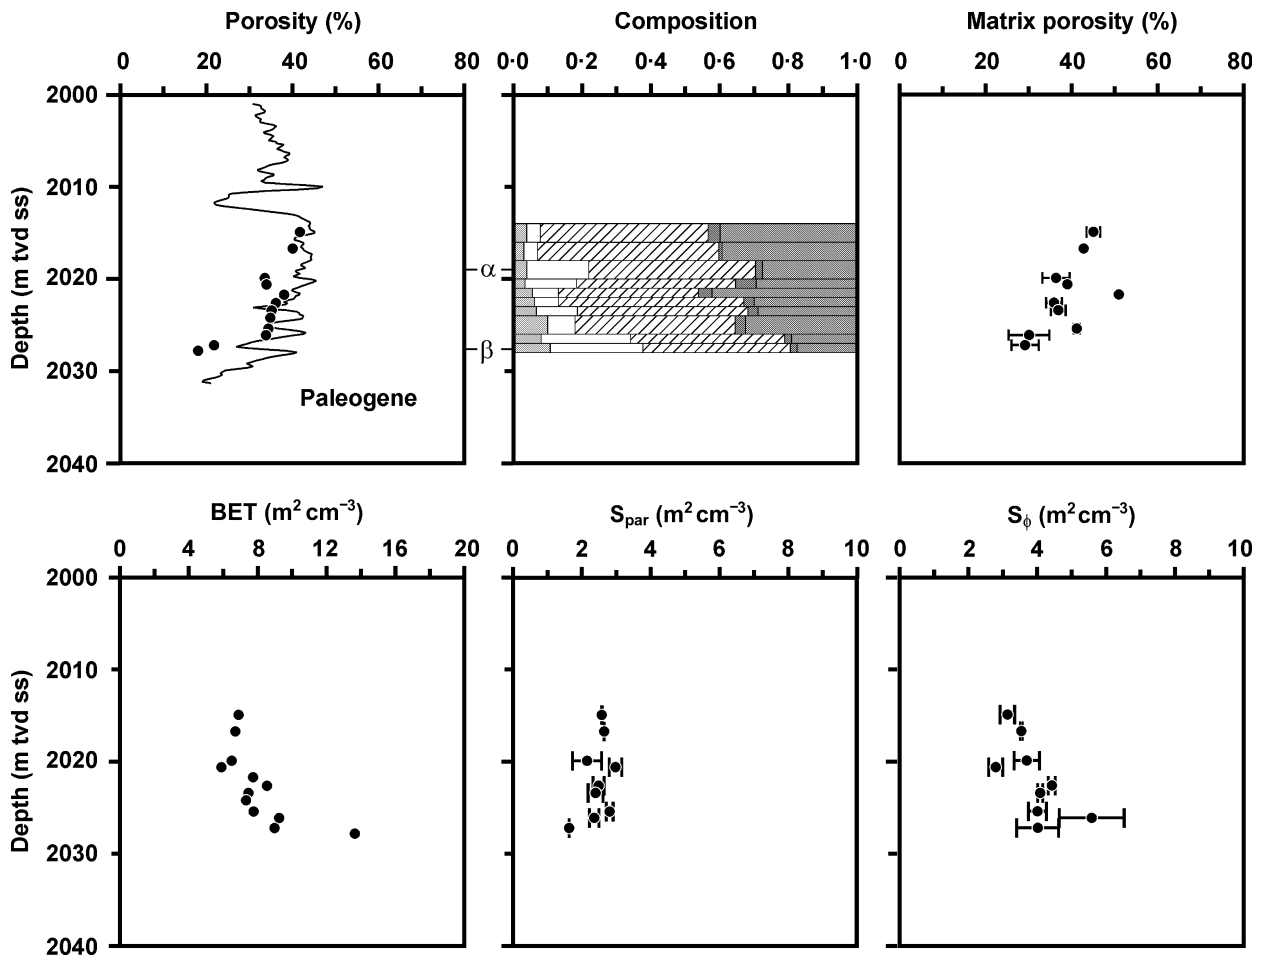 Porosity (%) Composition Matrix porosity (%)
0 20 40 60 80 0·0 0·2 0·4 0·6 0·8 1·0 0 20 40 60 80
2000
2010
2020
2030
2040
Depth (m tvd ss)
α
β
Paleogene
BET (m² cm⁻³) Sₚₐᵣ (m² cm⁻³) Sϕ (m² cm⁻³)
0 4 8 12 16 20 0 2 4 6 8 10 0 2 4 6 8 10
2000
2010
2020
2030
2040
Depth (m tvd ss)